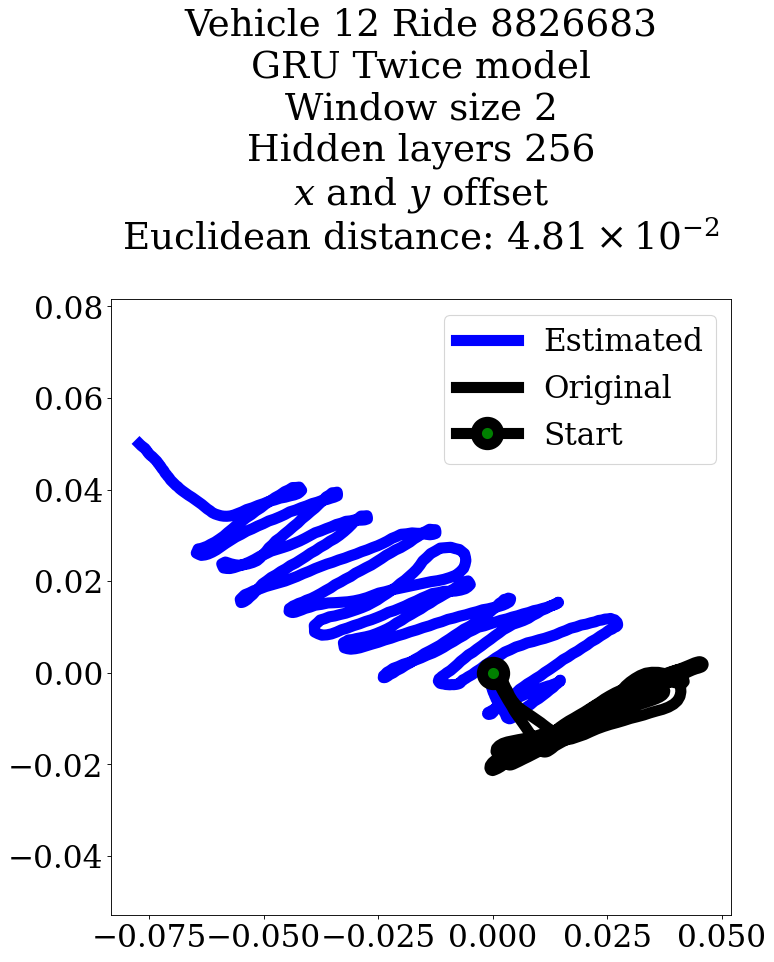 Vehicle 12 Ride 8826683
GRU Twice model
Window size 2
Hidden layers 256
x and y offset
Euclidean distance: 4.81 × 10⁻²
0.08
0.06
0.04
0.02
0.00
−0.02
−0.04
Estimated
Original
Start
−0.075 −0.050 −0.025 0.000 0.025 0.050